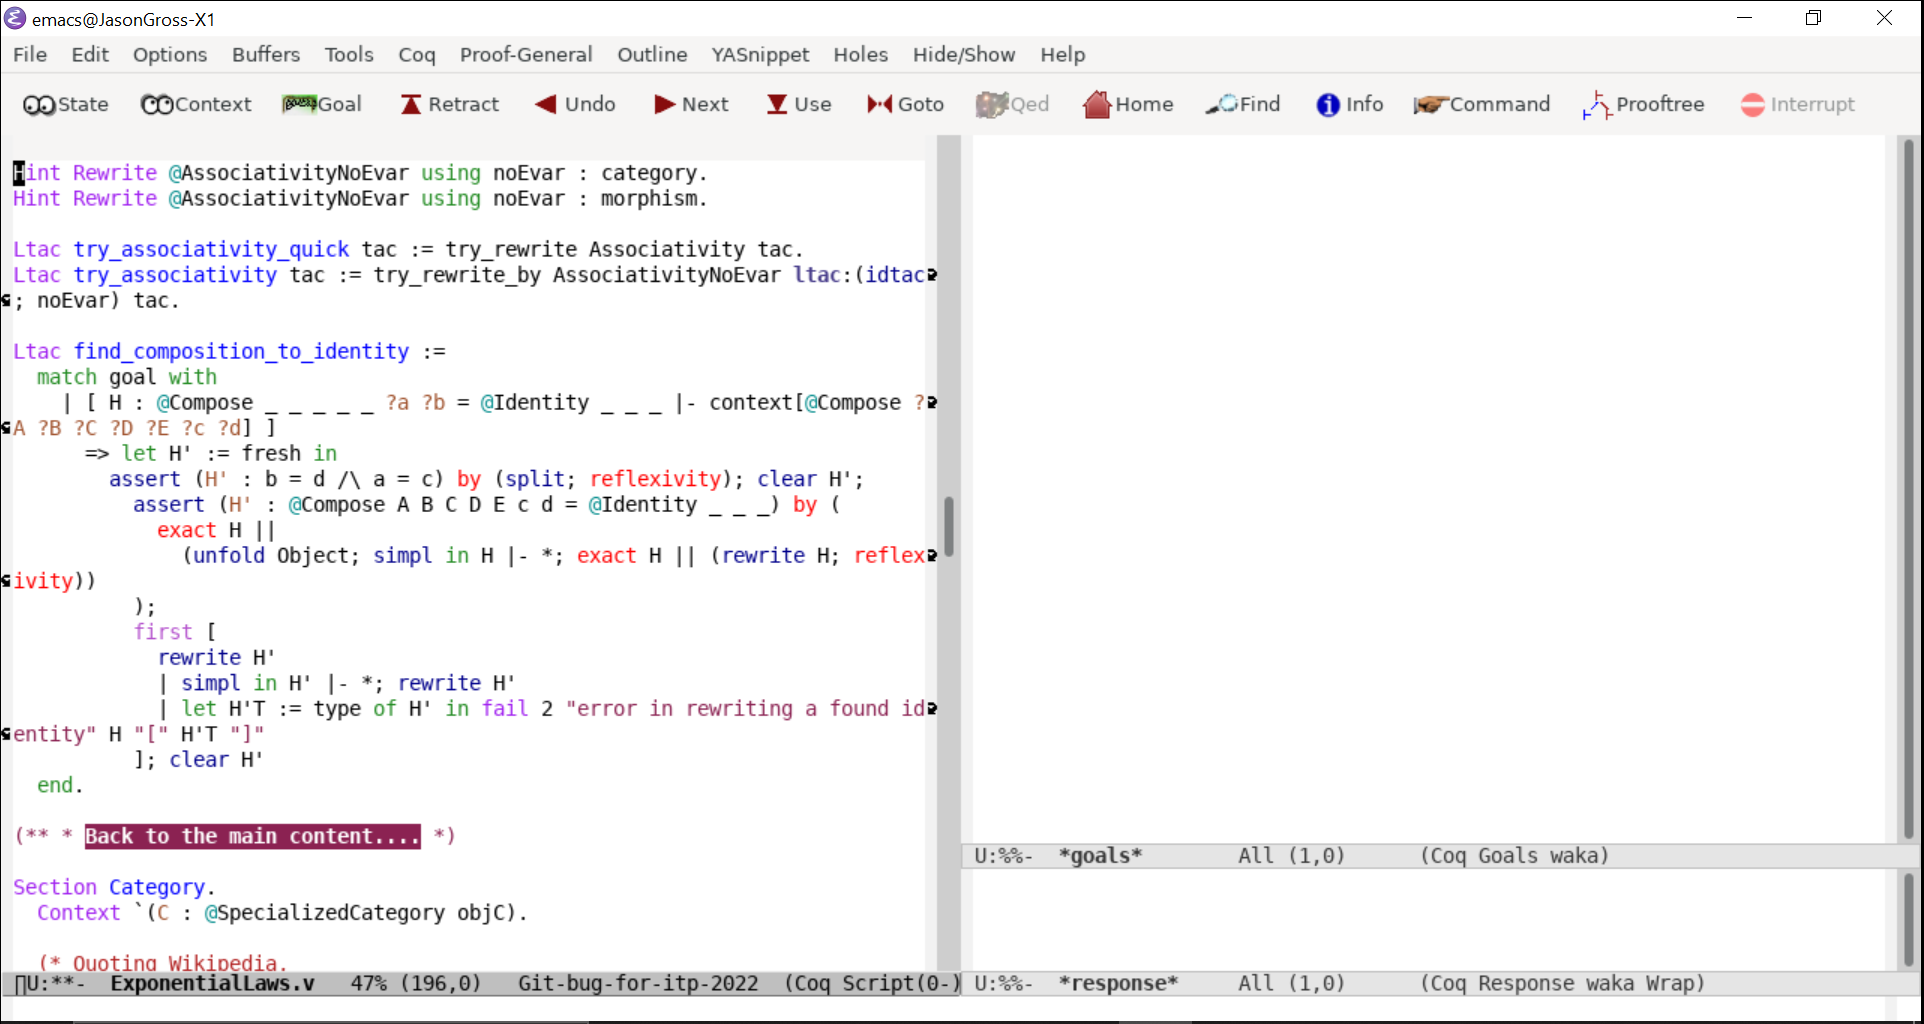 emacs@JasonGross-X1
File Edit Options Buffers Tools Coq Proof-General Outline YASnippet Holes Hide/Show Help
State Context Goal Retract Undo Next Use Goto Qed Home Find Info Command Prooftree Interrupt
Hint Rewrite @AssociativityNoEvar using noEvar : category.
Hint Rewrite @AssociativityNoEvar using noEvar : morphism.
Ltac try_associativity_quick tac := try_rewrite Associativity tac.
Ltac try_associativity tac := try_rewrite_by AssociativityNoEvar ltac:(idtac
; noEvar) tac.
Ltac find_composition_to_identity :=
match goal with
| [ H : @Compose _ _ _ _ _ ?a ?b = @Identity _ _ _ |- context[@Compose ?
A ?B ?C ?D ?E ?c ?d] ]
=> let H' := fresh in
assert (H' : b = d /\ a = c) by (split; reflexivity); clear H';
assert (H' : @Compose A B C D E c d = @Identity _ _ _) by (
exact H ||
(unfold Object; simpl in H |- *; exact H || (rewrite H; reflex
ivity))
);
first [
rewrite H'
| simpl in H' |- *; rewrite H'
| let H'T := type of H' in fail 2 "error in rewriting a found id
entity" H "[" H'T "]"
]; clear H'
end.
(** * Back to the main content.... *)
Section Category.
Context `(C : @SpecializedCategory objC).
(* Quoting Wikipedia.
U:**- ExponentialLaws.v 47% (196,0) Git-bug-for-itp-2022 (Coq Script(0-)
U:%%- *goals* All (1,0) (Coq Goals waka)
U:%%- *response* All (1,0) (Coq Response waka Wrap)